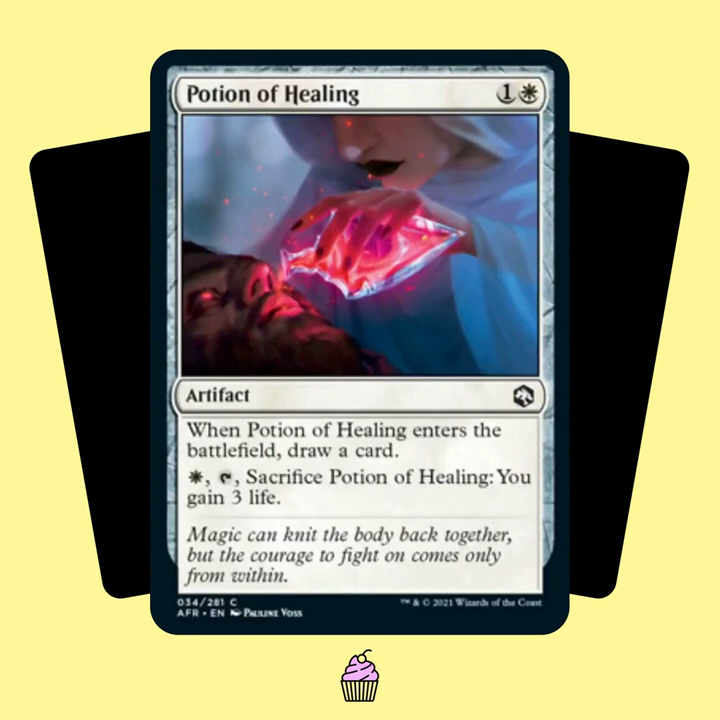 Potion of Healing 1
Artifact
When Potion of Healing enters the
battlefield, draw a card.
, , Sacrifice Potion of Healing: You
gain 3 life.
Magic can knit the body back together,
but the courage to fight on comes only
from within.
034/281 C
AFR • EN Pauline Voss
™ & © 2021 Wizards of the Coast